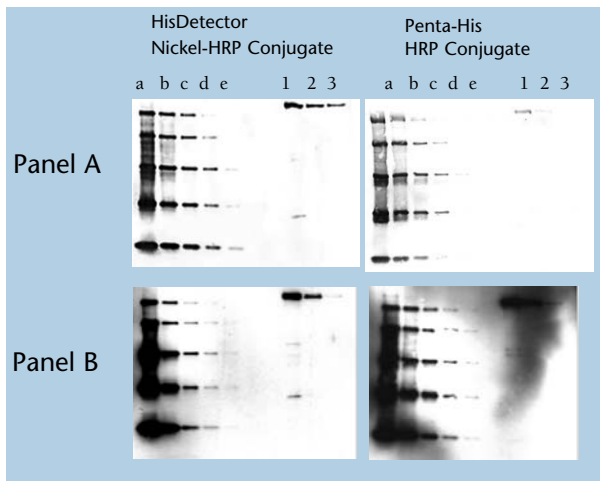 HisDetector
Nickel-HRP Conjugate
Penta-His
HRP Conjugate
a b c d e 1 2 3
a b c d e 1 2 3
Panel A
Panel B